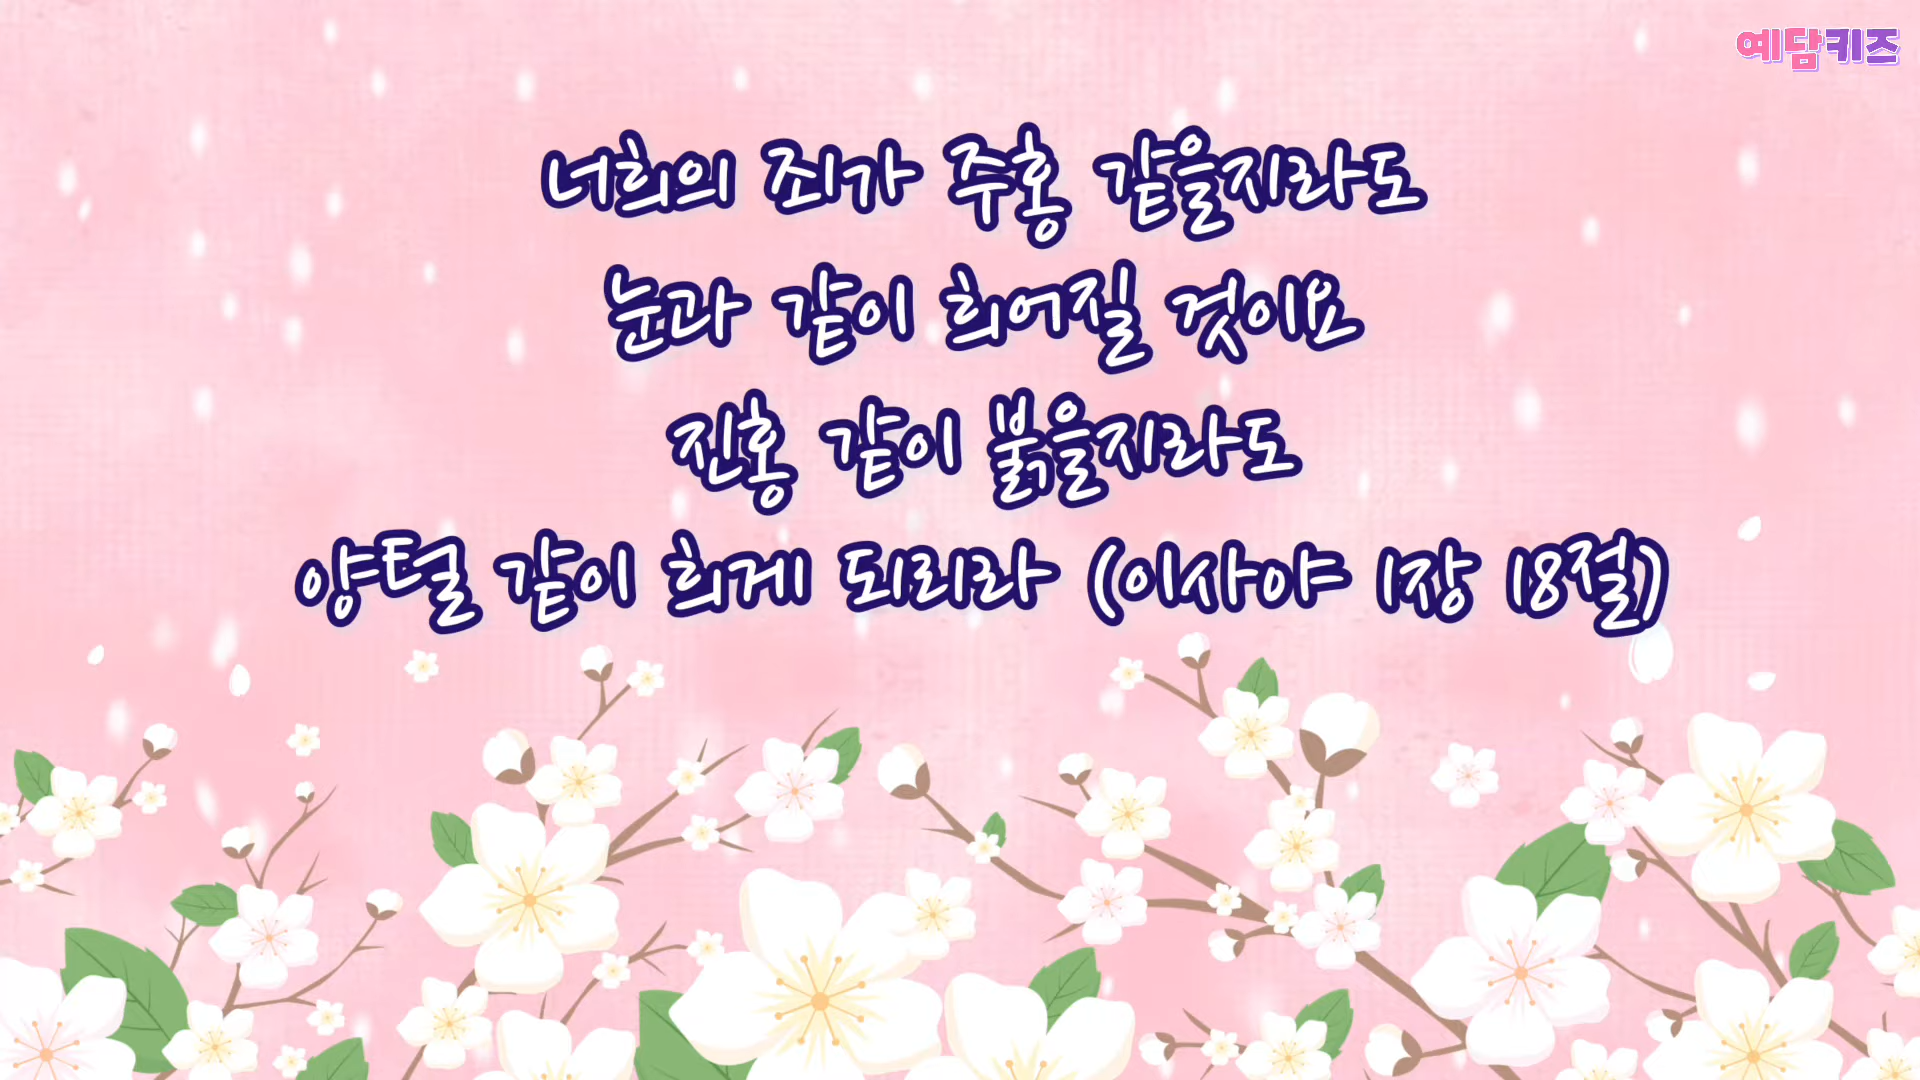 예담키즈
너희의 죄가 주홍 같을지라도
눈과 같이 희어질 것이요
진홍 같이 붉을지라도
양털 같이 희게 되리라 (이사야 1장 18절)